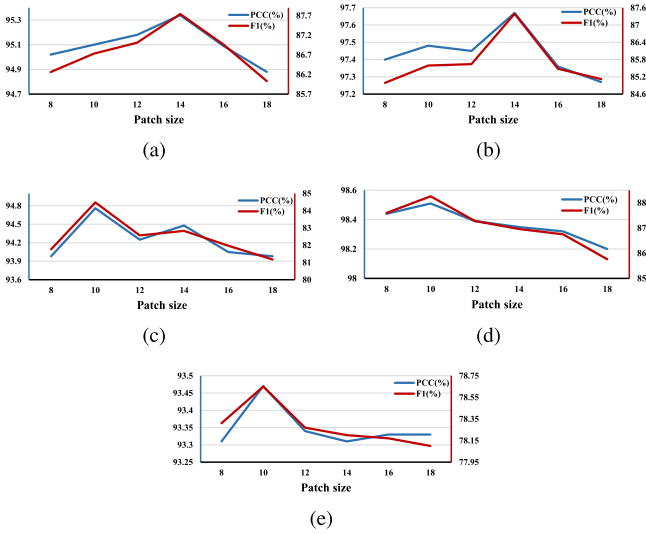 95.3 PCC(%) 87.7
F1(%) 87.2
95.1
86.7
94.9 86.2
94.7 85.7
8 10 12 14 16 18
Patch size
(a)
97.7 87.6
97.6 PCC(%) 87
F1(%)
97.5 86.4
97.4 85.8
97.3 85.2
97.2 84.6
8 10 12 14 16 18
Patch size
(b)
94.8 PCC(%) 85
F1(%) 84
94.5 83
94.2 82
93.9 81
93.6 80
8 10 12 14 16 18
Patch size
(c)
98.6 PCC(%) 88
F1(%)
98.4 87
98.2 86
98 85
8 10 12 14 16 18
Patch size
(d)
93.5 PCC(%) 78.75
93.45 F1(%) 78.55
93.4 78.35
93.35
93.3 78.15
93.25 77.95
8 10 12 14 16 18
Patch size
(e)